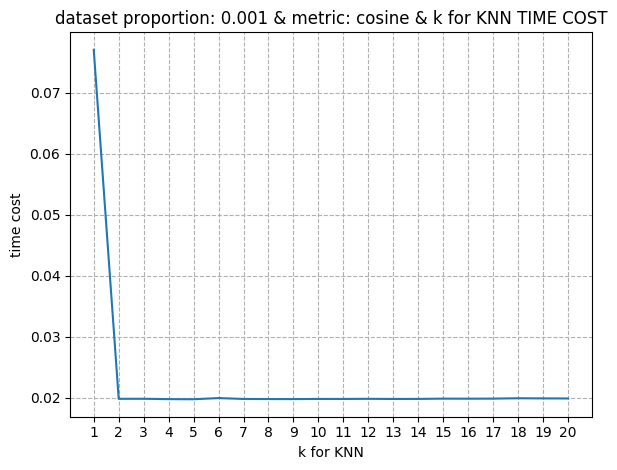 dataset proportion: 0.001 & metric: cosine & k for KNN TIME COST
0.07
0.06
0.05
0.04
0.03
0.02
time cost
1 2 3 4 5 6 7 8 9 10 11 12 13 14 15 16 17 18 19 20
k for KNN